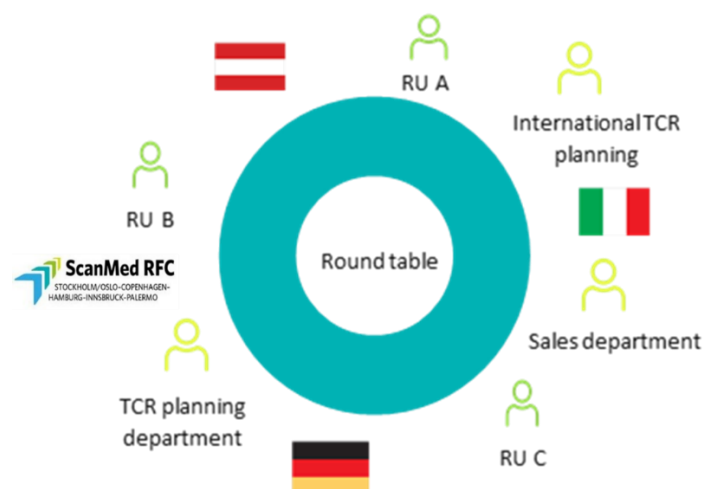 RU A
International TCR
planning
RU B
Round table
ScanMed RFC
STOCKHOLM/OSLO-COPENHAGEN-
HAMBURG-INNSBRUCK-PALERMO
Sales department
TCR planning
department
RU C